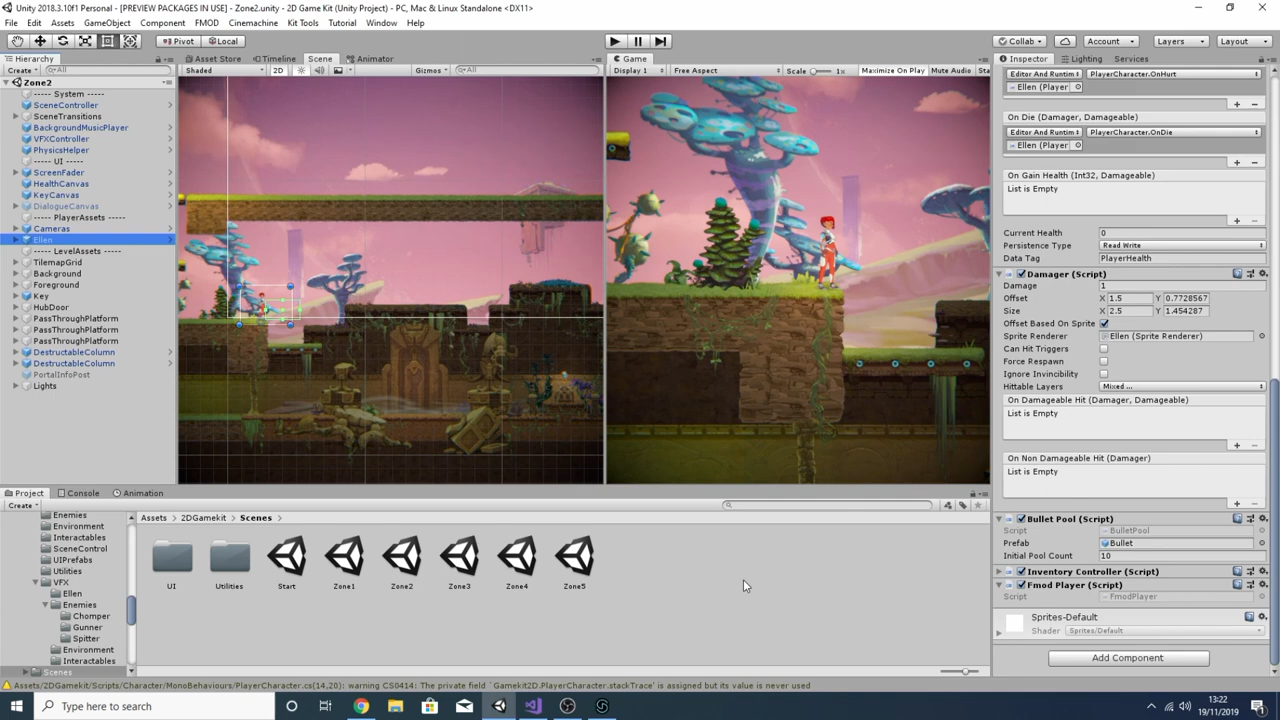 Unity 2018.3.10f1 Personal - [PREVIEW PACKAGES IN USE] - Zone2.unity - 2D Game Kit (Unity Project) - PC, Mac & Linux Standalone <DX11>
File Edit Assets GameObject Component FMOD Cinemachine Kit Tools Tutorial Window Help
Pivot Local Collab Account Layers Layout
Hierarchy Asset Store Timeline Scene Animator Game Inspector Lighting Services
Create All Shaded 2D Gizmos All Display 1 Free Aspect Scale 1x Maximize On Play Mute Audio Sta
Zone2
----- System -----
SceneController
SceneTransitions
BackgroundMusicPlayer
VFXController
PhysicsHelper
----- UI -----
ScreenFader
HealthCanvas
KeyCanvas
DialogueCanvas
----- PlayerAssets -----
Cameras
Ellen
----- LevelAssets -----
TilemapGrid
Background
Foreground
Key
HubDoor
PassThroughPlatform
PassThroughPlatform
PassThroughPlatform
DestructableColumn
DestructableColumn
PortalInfoPost
Lights
Editor And Runtim PlayerCharacter.OnHurt
Ellen (Player
On Die (Damager, Damageable)
Editor And Runtim PlayerCharacter.OnDie
Ellen (Player
On Gain Health (Int32, Damageable)
List is Empty
Current Health 0
Persistence Type Read Write
Data Tag PlayerHealth
Damager (Script)
Damage 1
Offset X 1.5 Y 0.7728567
Size X 2.5 Y 1.454287
Offset Based On Sprite
Sprite Renderer Ellen (Sprite Renderer)
Can Hit Triggers
Force Respawn
Ignore Invincibility
Hittable Layers Mixed ...
On Damageable Hit (Damager, Damageable)
List is Empty
On Non Damageable Hit (Damager)
List is Empty
Bullet Pool (Script)
Script BulletPool
Prefab Bullet
Initial Pool Count 10
Inventory Controller (Script)
Fmod Player (Script)
Script FmodPlayer
Sprites-Default
Shader Sprites/Default
Add Component
Project Console Animation
Create
Enemies
Environment
Interactables
SceneControl
UIPrefabs
Utilities
VFX
Ellen
Enemies
Chomper
Gunner
Spitter
Environment
Interactables
Scenes
Assets 2DGamekit Scenes
UI Utilities Start Zone1 Zone2 Zone3 Zone4 Zone5
Assets/2DGamekit/Scripts/Character/MonoBehaviours/PlayerCharacter.cs(14,20): warning CS0414: The private field `Gamekit2D.PlayerCharacter.stackTrace' is assigned but its value is never used
Type here to search
13:22
19/11/2019